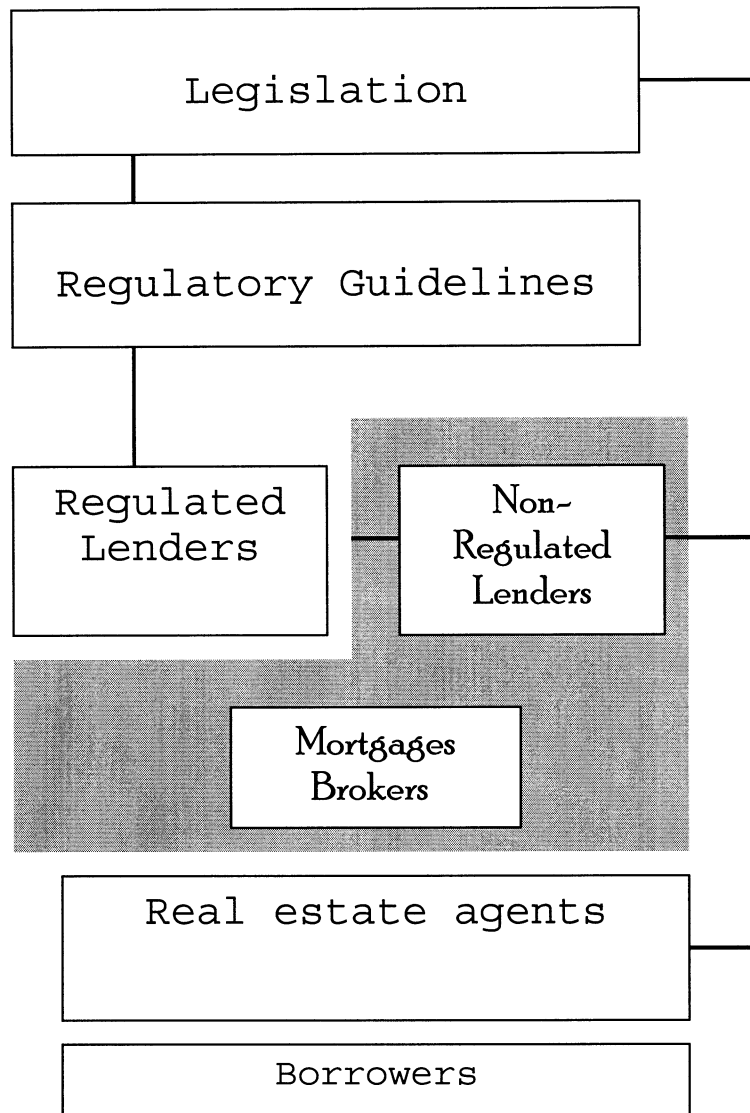 Legislation
Regulatory Guidelines
Regulated
Lenders
Non-
Regulated
Lenders
Mortgages
Brokers
Real estate agents
Borrowers